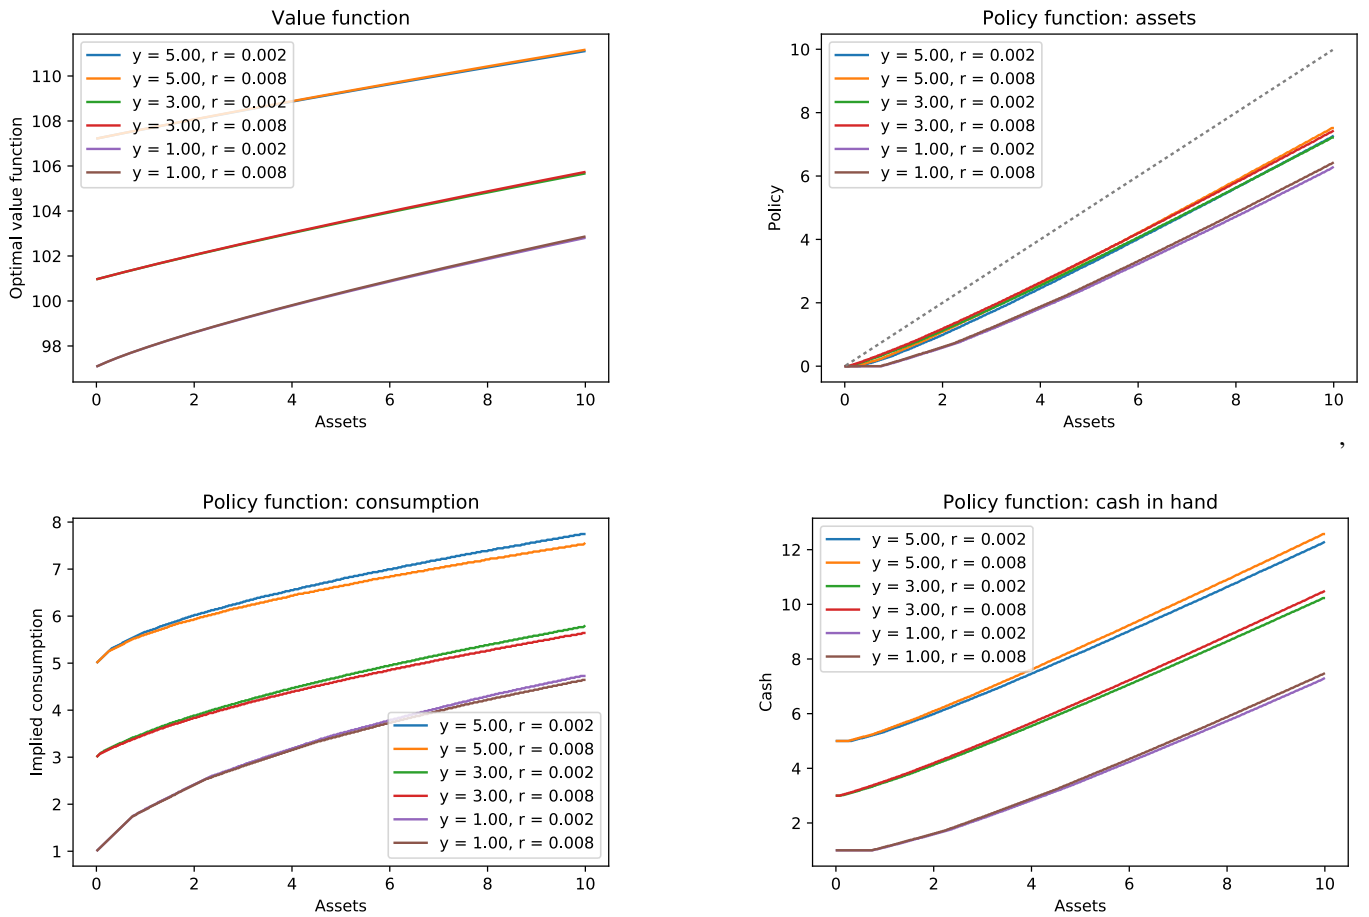 Value function
Optimal value function
110
108
106
104
102
100
98
y = 5.00, r = 0.002
y = 5.00, r = 0.008
y = 3.00, r = 0.002
y = 3.00, r = 0.008
y = 1.00, r = 0.002
y = 1.00, r = 0.008
0 2 4 6 8 10
Assets
Policy function: assets
Policy
10
8
6
4
2
0
y = 5.00, r = 0.002
y = 5.00, r = 0.008
y = 3.00, r = 0.002
y = 3.00, r = 0.008
y = 1.00, r = 0.002
y = 1.00, r = 0.008
0 2 4 6 8 10
Assets
,
Policy function: consumption
Implied consumption
8
7
6
5
4
3
2
1
y = 5.00, r = 0.002
y = 5.00, r = 0.008
y = 3.00, r = 0.002
y = 3.00, r = 0.008
y = 1.00, r = 0.002
y = 1.00, r = 0.008
0 2 4 6 8 10
Assets
Policy function: cash in hand
Cash
12
10
8
6
4
2
y = 5.00, r = 0.002
y = 5.00, r = 0.008
y = 3.00, r = 0.002
y = 3.00, r = 0.008
y = 1.00, r = 0.002
y = 1.00, r = 0.008
0 2 4 6 8 10
Assets